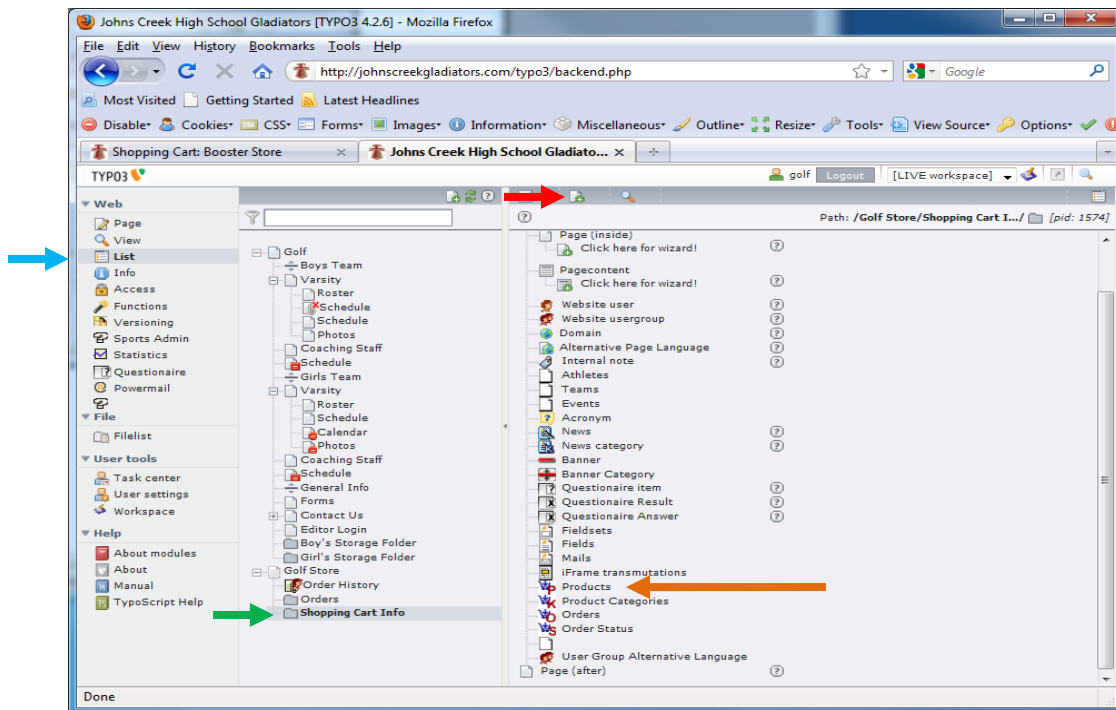 Johns Creek High School Gladiators [TYPO3 4.2.6] - Mozilla Firefox
File Edit View History Bookmarks Tools Help
http://johnscreekgladiators.com/typo3/backend.php
Google
Most Visited Getting Started Latest Headlines
Disable Cookies CSS Forms Images Information Miscellaneous Outline Resize Tools View Source Options
Shopping Cart: Booster Store
Johns Creek High School Gladiato...
TYPO3
golf Logout [LIVE workspace]
Web
Page
View
List
Info
Access
Functions
Versioning
Sports Admin
Statistics
Questionaire
Powermail
File
Filelist
User tools
Task center
User settings
Workspace
Help
About modules
About
Manual
TypoScript Help
Golf
Boys Team
Varsity
Roster
Schedule
Schedule
Photos
Coaching Staff
Schedule
Girls Team
Varsity
Roster
Schedule
Calendar
Photos
Coaching Staff
Schedule
General Info
Forms
Contact Us
Editor Login
Boy's Storage Folder
Girl's Storage Folder
Golf Store
Order History
Orders
Shopping Cart Info
Path: /Golf Store/Shopping Cart I.../ [pid: 1574]
Page (inside)
Click here for wizard!
Pagecontent
Click here for wizard!
Website user
Website usergroup
Domain
Alternative Page Language
Internal note
Athletes
Teams
Events
Acronym
News
News category
Banner
Banner Category
Questionaire item
Questionaire Result
Questionaire Answer
Fieldsets
Fields
Mails
iFrame transmutations
Products
Product Categories
Orders
Order Status
User Group Alternative Language
Page (after)
Done